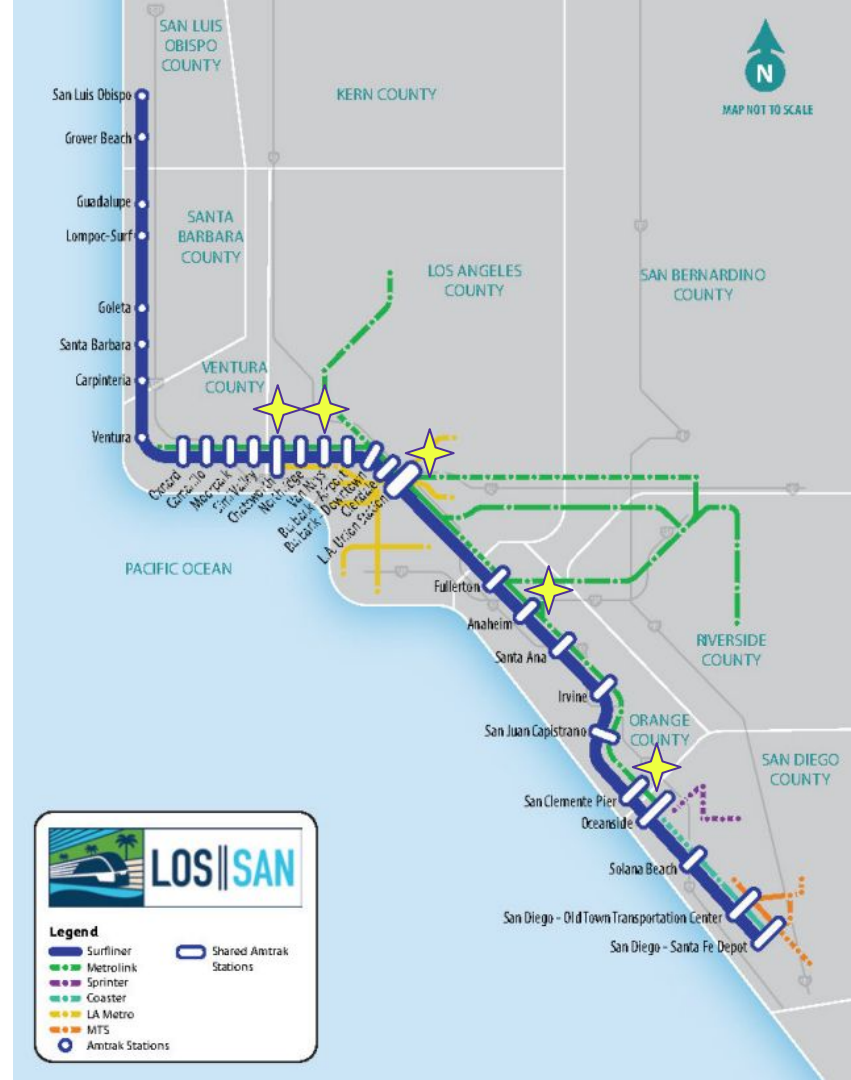 SAN LUIS
OBISPO
COUNTY
KERN COUNTY
N
MAP NOT TO SCALE
San Luis Obispo
Grover Beach
Guadalupe
Lompoc-Surf
SANTA
BARBARA
COUNTY
LOS ANGELES
COUNTY
SAN BERNARDINO
COUNTY
Goleta
Santa Barbara
Carpinteria
VENTURA
COUNTY
Ventura
Oxnard
Camarillo
Moorpark
Simi Valley
Chatsworth
Northridge
Van Nuys
Burbank - Airport
Burbank - Downtown
Glendale
L.A. Union Station
PACIFIC OCEAN
Fullerton
Anaheim
Santa Ana
Irvine
San Juan Capistrano
RIVERSIDE
COUNTY
ORANGE
COUNTY
SAN DIEGO
COUNTY
San Clemente Pier
Oceanside
Solana Beach
San Diego - Old Town Transportation Center
San Diego - Santa Fe Depot
LOS SAN
Legend
Surfliner
Metrolink
Sprinter
Coaster
LA Metro
MTS
Amtrak Stations
Shared Amtrak
Stations